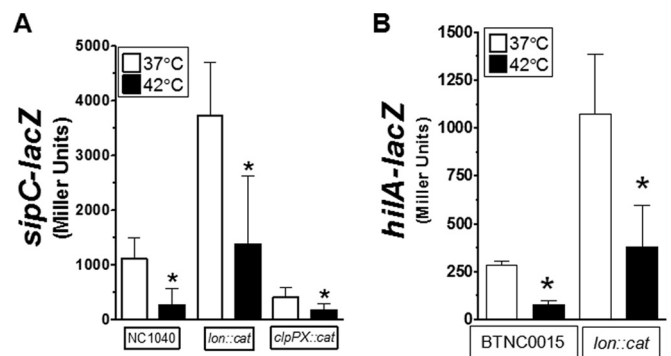 A
sipC-lacZ
(Miller Units)
5000
4000
3000
2000
1000
0
37°C
42°C
*
*
*
NC1040
lon::cat
clpPX::cat
B
hilA-lacZ
(Miller Units)
1500
1250
1000
750
500
250
0
37°C
42°C
*
*
BTNC0015
lon::cat